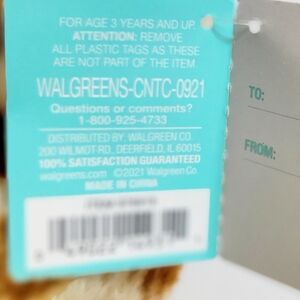 FOR AGE 3 YEARS AND UP.
ATTENTION: REMOVE
ALL PLASTIC TAGS AS THESE
ARE NOT PART OF THE ITEM
WALGREENS-CNTC-0921
Questions or comments?
1-800-925-4733
DISTRIBUTED BY: WALGREEN CO.
200 WILMOT RD., DEERFIELD, IL 60015
100% SATISFACTION GUARANTEED
walgreens.com ©2021 Walgreen Co.
MADE IN CHINA
TO:
FROM: